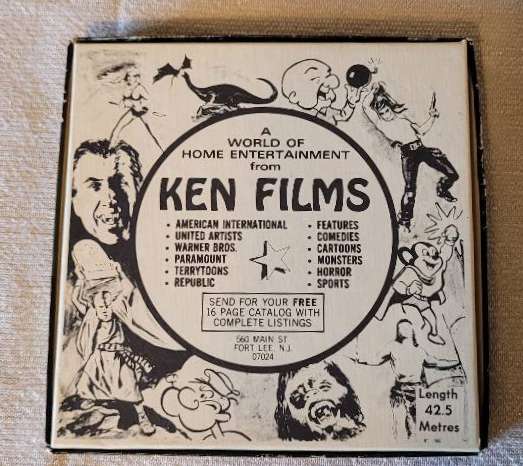 A
WORLD OF
HOME ENTERTAINMENT
from
KEN FILMS
• AMERICAN INTERNATIONAL
• UNITED ARTISTS
• WARNER BROS.
• PARAMOUNT
• TERRYTOONS
• REPUBLIC
• FEATURES
• COMEDIES
• CARTOONS
• MONSTERS
• HORROR
• SPORTS
SEND FOR YOUR FREE
16 PAGE CATALOG WITH
COMPLETE LISTINGS
560 MAIN ST
FORT LEE, N.J.
07024
Length
42.5
Metres